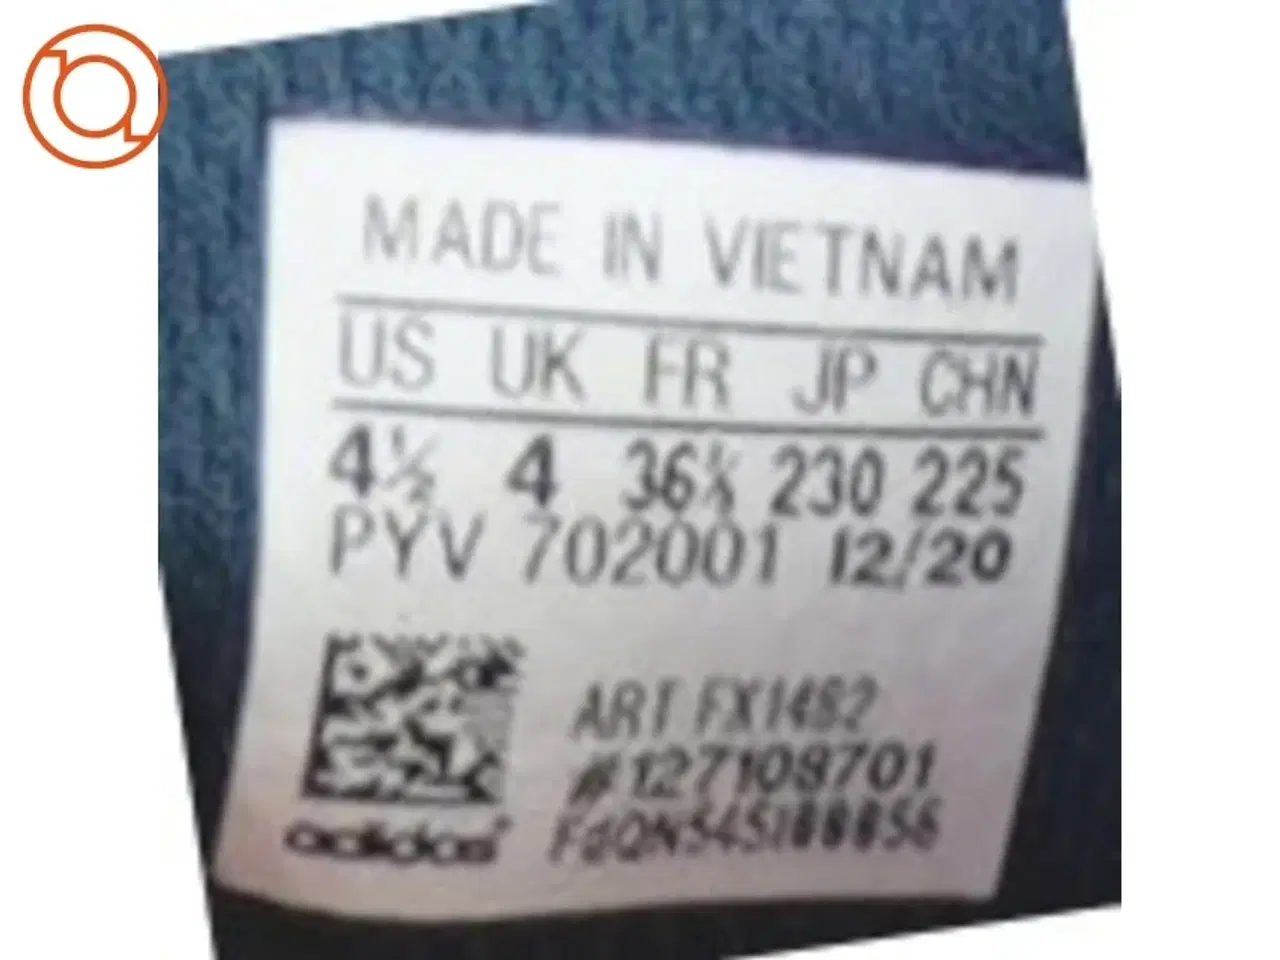 MADE IN VIETNAM
US UK FR JP CHN
4½ 4 36⅔ 230 225
PYV 702001 12/20
ART FX1482
#127108701
adidas